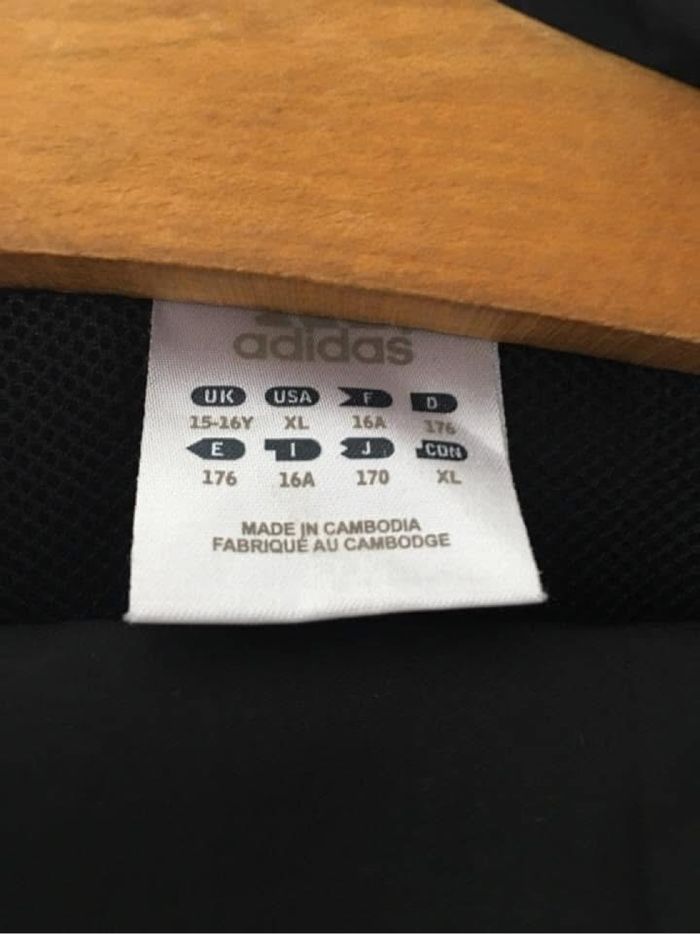 adidas
UK USA F D
15-16Y XL 16A 176
E I J CDN
176 16A 170 XL
MADE IN CAMBODIA
FABRIQUÉ AU CAMBODGE